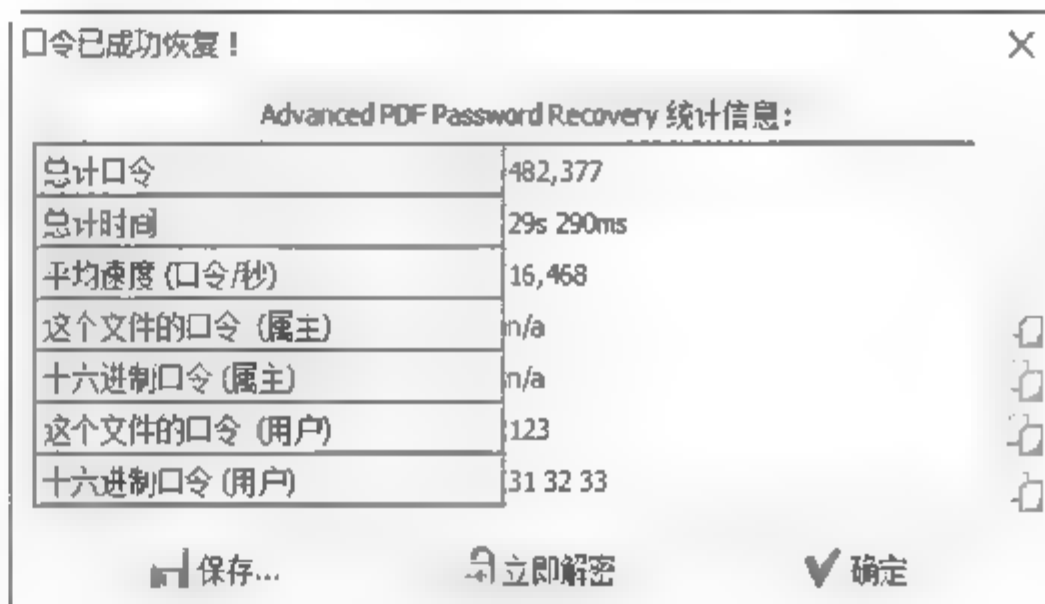 口令已成功恢复!
Advanced PDF Password Recovery 统计信息:
总计口令 482,377
总计时间 29s 290ms
平均速度(口令/秒) 16,468
这个文件的口令 (属主) n/a
十六进制口令(属主) n/a
这个文件的口令 (用户) 123
十六进制口令(用户) 31 32 33
保存... 立即解密 确定